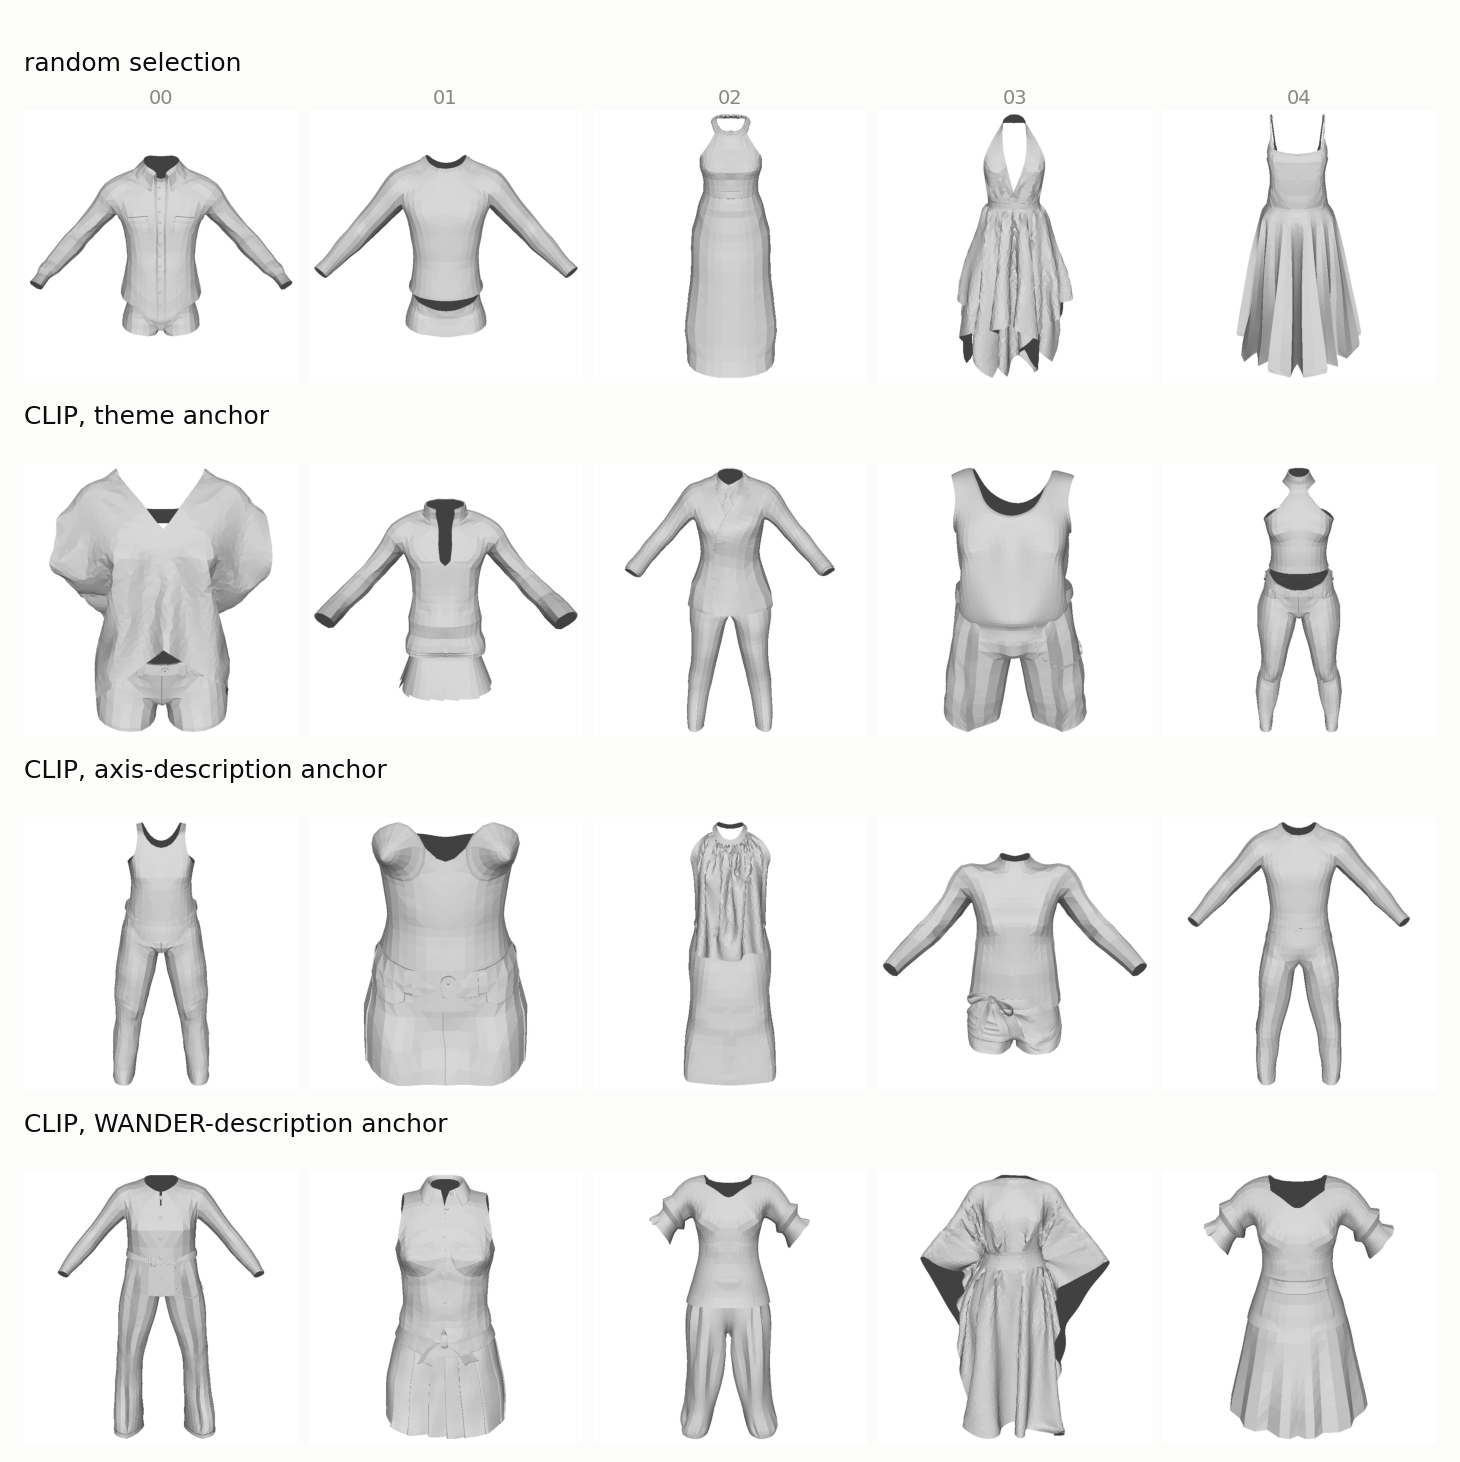 random selection
00 01 02 03 04
CLIP, theme anchor
CLIP, axis-description anchor
CLIP, WANDER-description anchor